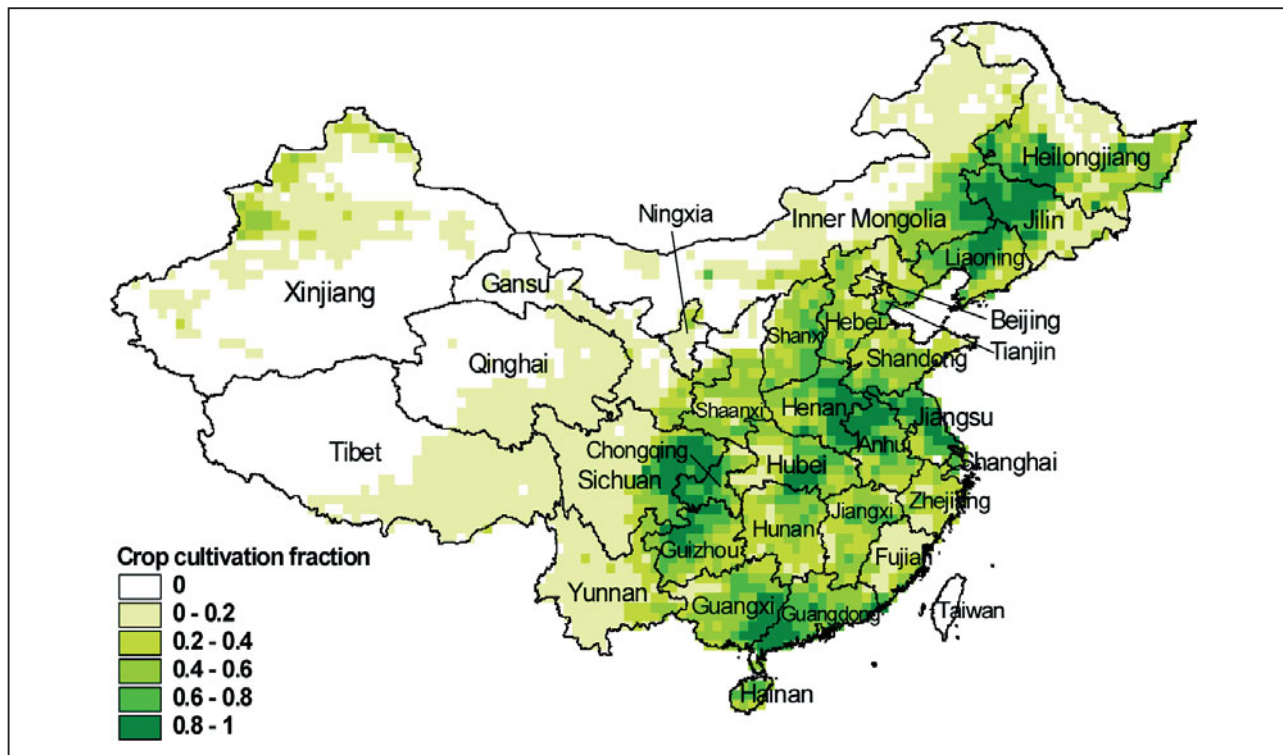 Heilongjiang
Ningxia
Inner Mongolia
Jilin
Liaoning
Gansu
Xinjiang
Beijing
Hebei
Shanxi
Tianjin
Qinghai
Shandong
Shaanxi
Henan
Jiangsu
Tibet
Chongqing
Anhui
Hubei
Shanghai
Sichuan
Zhejiang
Jiangxi
Hunan
Guizhou
Fujian
Crop cultivation fraction
0
Yunnan
Guangxi
Guangdong
Taiwan
0 - 0.2
0.2 - 0.4
0.4 - 0.6
0.6 - 0.8
Hainan
0.8 - 1